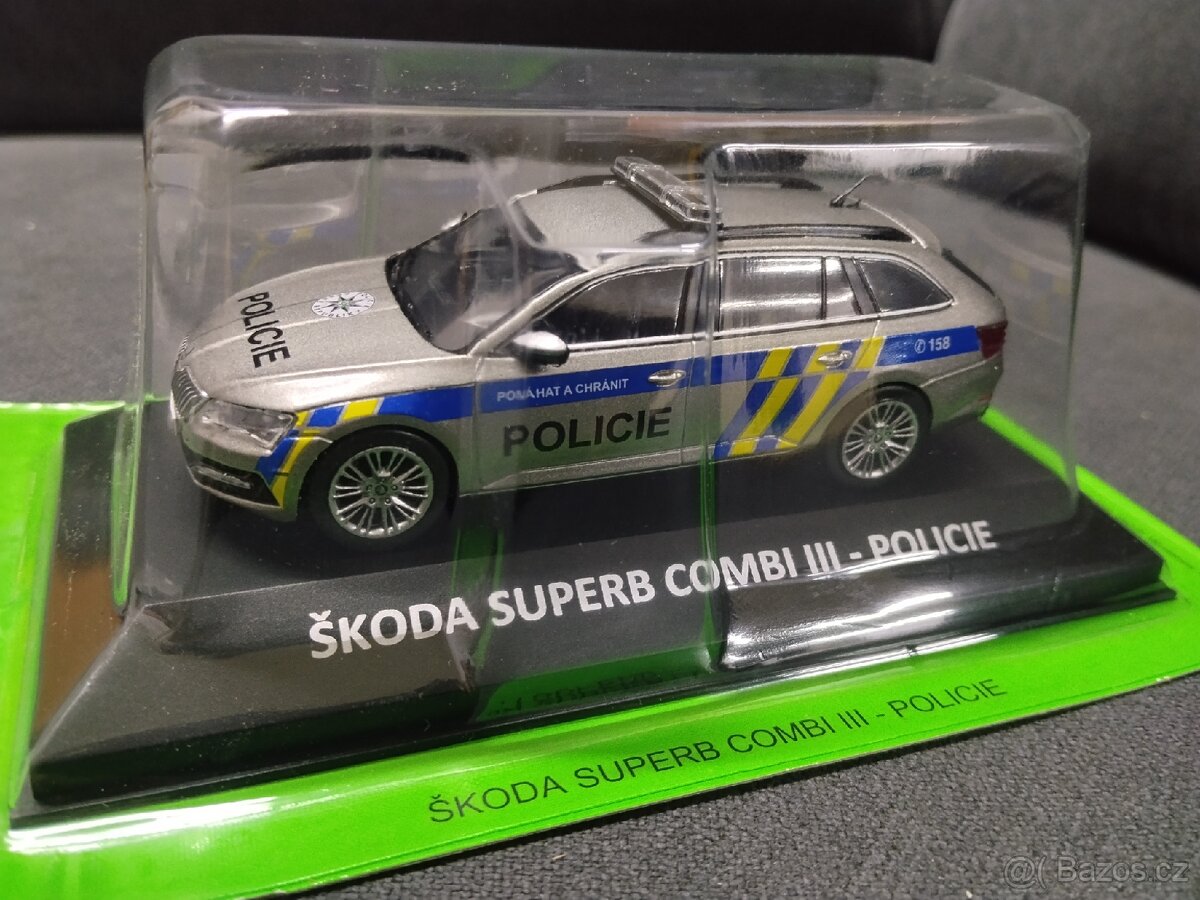 POLICIE
POMÁHAT A CHRÁNIT
158
POLICIE
ŠKODA SUPERB COMBI III - POLICIE
ŠKODA SUPERB COMBI III - POLICIE
@( Bazos.cz